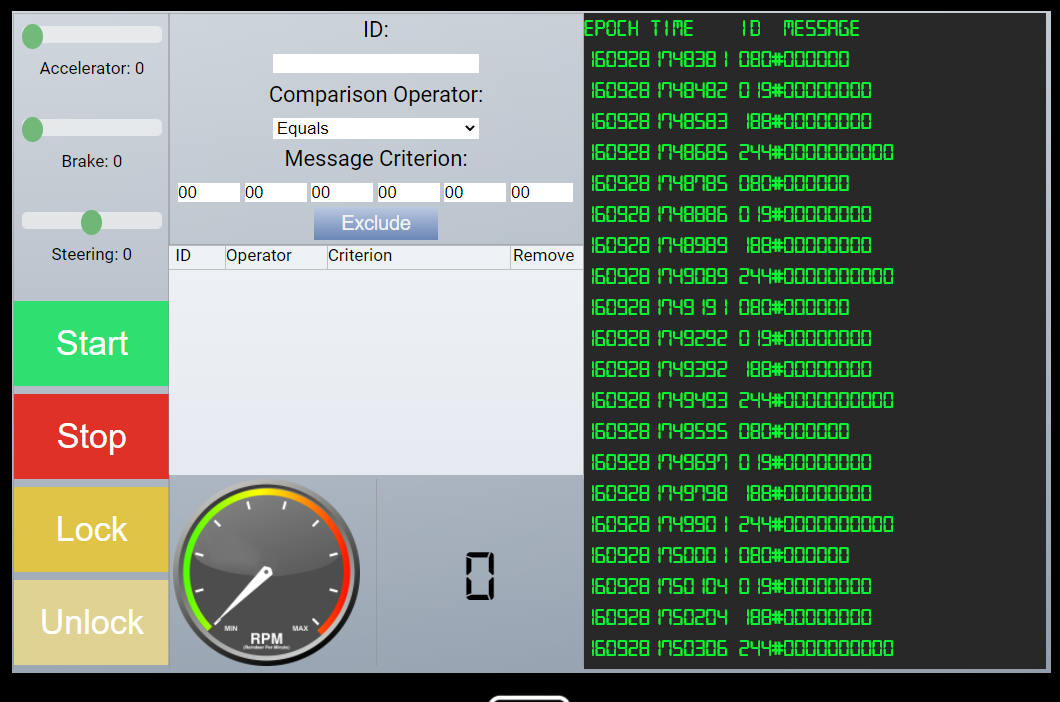 Accelerator: 0
Brake: 0
Steering: 0
Start
Stop
Lock
Unlock
ID:
Comparison Operator:
Equals
Message Criterion:
00 00 00 00 00 00
Exclude
ID Operator Criterion Remove
MIN MAX
RPM
(Reindeer Per Minute)
0
EPOCH TIME ID MESSAGE
1609281748381 080#000000
1609281748482 019#00000000
1609281748583 188#00000000
1609281748685 244#0000000000
1609281748785 080#000000
1609281748886 019#00000000
1609281748989 188#00000000
1609281749089 244#0000000000
1609281749191 080#000000
1609281749292 019#00000000
1609281749392 188#00000000
1609281749493 244#0000000000
1609281749595 080#000000
1609281749697 019#00000000
1609281749798 188#00000000
1609281749901 244#0000000000
1609281750001 080#000000
1609281750104 019#00000000
1609281750204 188#00000000
1609281750306 244#0000000000